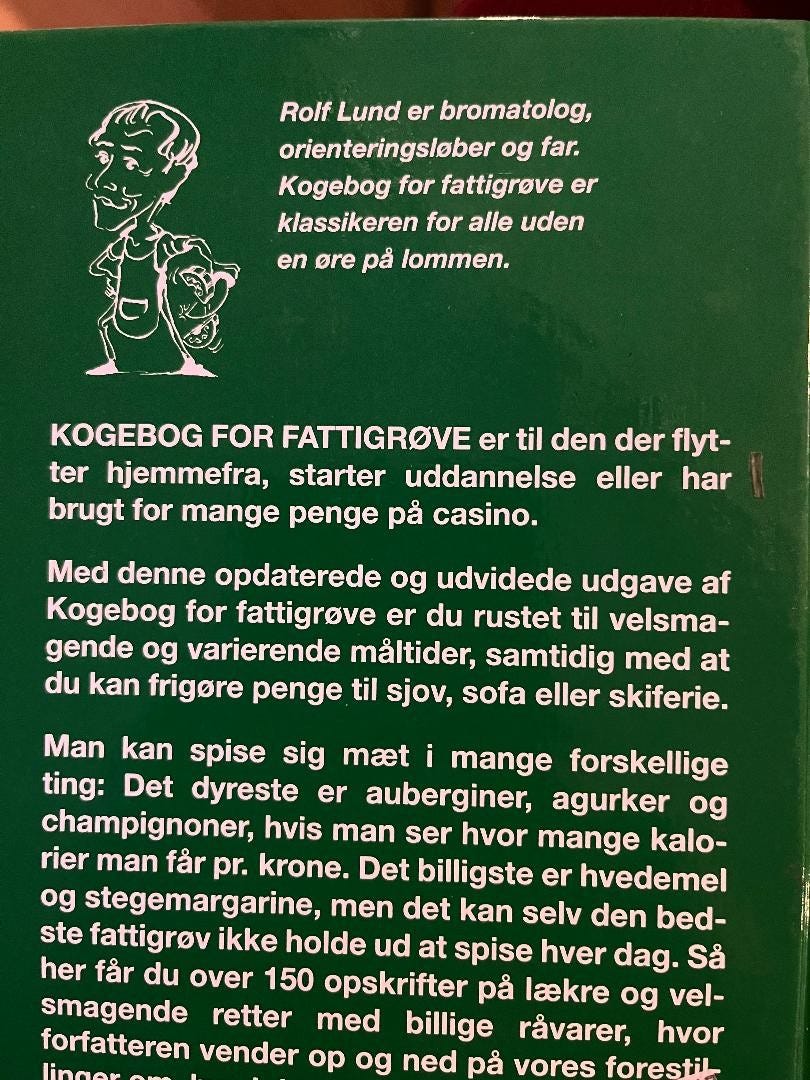 Rolf Lund er bromatolog,
orienteringsløber og far.
Kogebog for fattigrøve er
klassikeren for alle uden
en øre på lommen.
KOGEBOG FOR FATTIGRØVE er til den der flyt-
ter hjemmefra, starter uddannelse eller har
brugt for mange penge på casino.
Med denne opdaterede og udvidede udgave af
Kogebog for fattigrøve er du rustet til velsma-
gende og varierende måltider, samtidig med at
du kan frigøre penge til sjov, sofa eller skiferie.
Man kan spise sig mæt i mange forskellige
ting: Det dyreste er auberginer, agurker og
champignoner, hvis man ser hvor mange kalo-
rier man får pr. krone. Det billigste er hvedemel
og stegemargarine, men det kan selv den bed-
ste fattigrøv ikke holde ud at spise hver dag. Så
her får du over 150 opskrifter på lækre og vel-
smagende retter med billige råvarer, hvor
forfatteren vender op og ned på vores forestil-
linger om